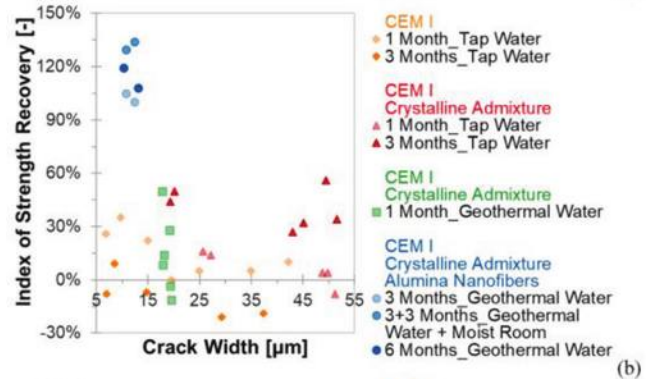 Index of Strength Recovery [-]
150%
120%
90%
60%
30%
0%
-30%
5
15
25
35
45
55
Crack Width [µm]
CEM I
1 Month_Tap Water
3 Months_Tap Water
CEM I
Crystalline Admixture
1 Month_Tap Water
3 Months_Tap Water
CEM I
Crystalline Admixture
1 Month_Geothermal Water
CEM I
Crystalline Admixture
Alumina Nanofibers
3 Months_Geothermal Water
3+3 Months_Geothermal
Water + Moist Room
6 Months_Geothermal Water
(b)